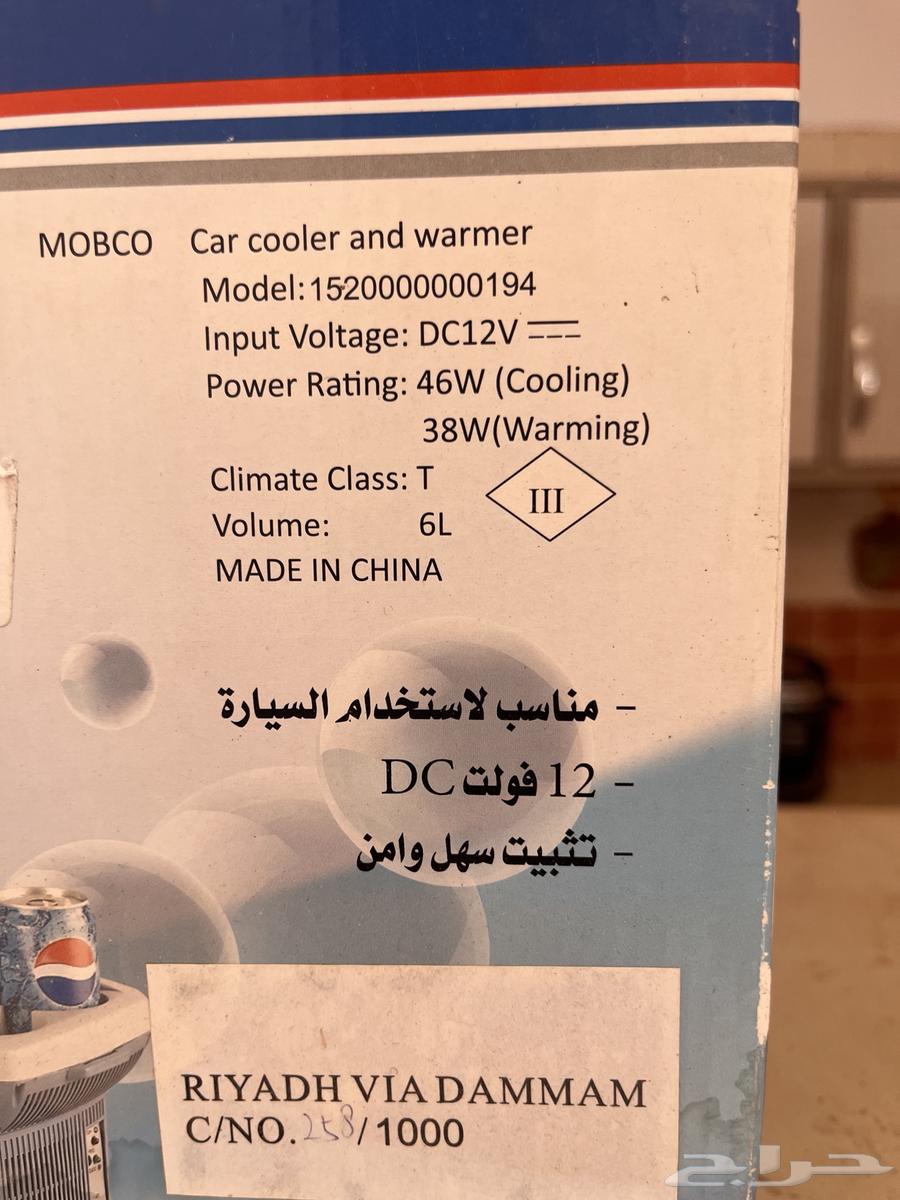 MOBCO Car cooler and warmer
Model:1520000000194
Input Voltage: DC12V
Power Rating: 46W (Cooling)
38W(Warming)
Climate Class: T
III
Volume: 6L
MADE IN CHINA
- مناسب لاستخدام السيارة
- 12 فولت DC
- تثبيت سهل وامن
RIYADH VIA DAMMAM
C/NO. 258/1000
حراج